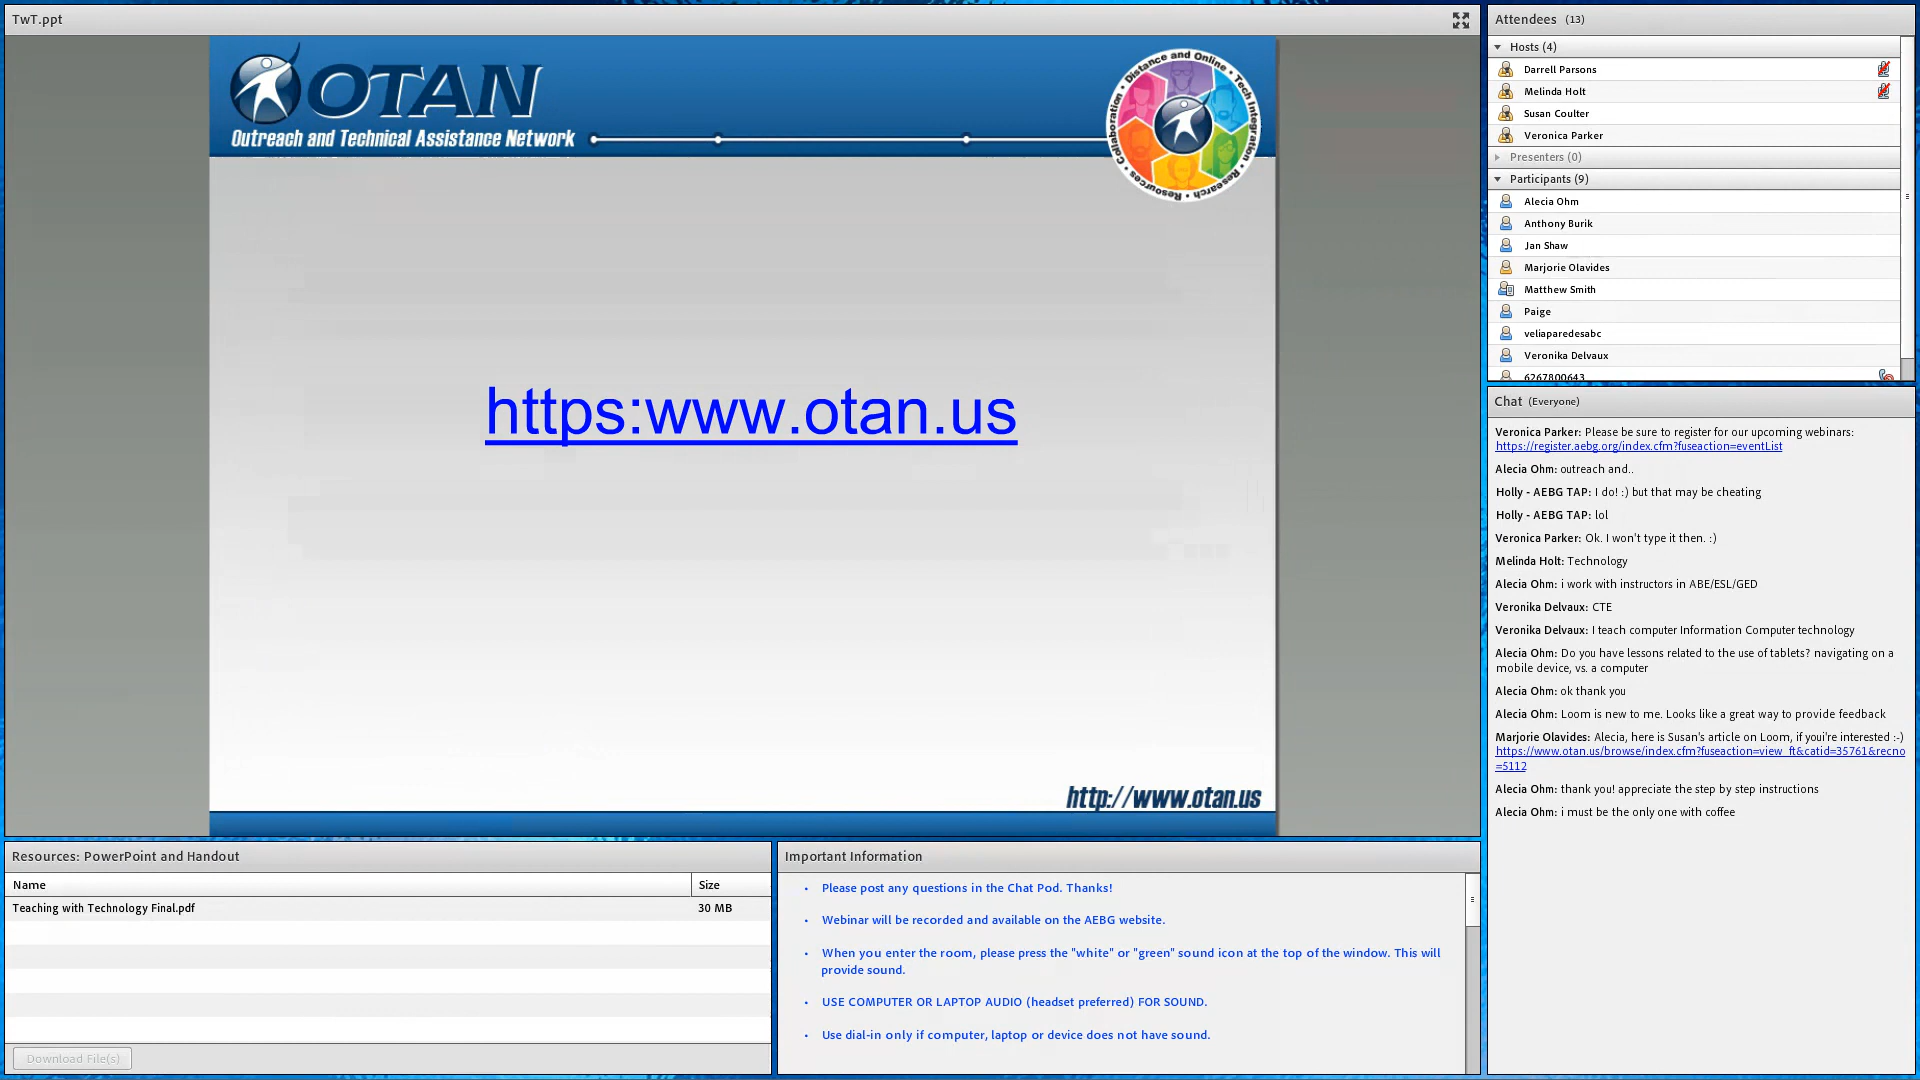 TwT.ppt
OTAN
Outreach and Technical Assistance Network
Collaboration • Distance and Online • Tech Integration • Research • Resources •
https:www.otan.us
http://www.otan.us
Attendees (13)
Hosts (4)
Darrell Parsons
Melinda Holt
Susan Coulter
Veronica Parker
Presenters (0)
Participants (9)
Alecia Ohm
Anthony Burik
Jan Shaw
Marjorie Olavides
Matthew Smith
Paige
veliaparedesabc
Veronika Delvaux
6267800643
Chat (Everyone)
Veronica Parker: Please be sure to register for our upcoming webinars:
https://register.aebg.org/index.cfm?fuseaction=eventList
Alecia Ohm: outreach and..
Holly - AEBG TAP: I do! :) but that may be cheating
Holly - AEBG TAP: lol
Veronica Parker: Ok. I won't type it then. :)
Melinda Holt: Technology
Alecia Ohm: i work with instructors in ABE/ESL/GED
Veronika Delvaux: CTE
Veronika Delvaux: I teach computer Information Computer technology
Alecia Ohm: Do you have lessons related to the use of tablets? navigating on a
mobile device, vs. a computer
Alecia Ohm: ok thank you
Alecia Ohm: Loom is new to me. Looks like a great way to provide feedback
Marjorie Olavides: Alecia, here is Susan's article on Loom, if youi're interested :-)
https://www.otan.us/browse/index.cfm?fuseaction=view_ft&catid=35761&recno
=5112
Alecia Ohm: thank you! appreciate the step by step instructions
Alecia Ohm: i must be the only one with coffee
Resources: PowerPoint and Handout
Name Size
Teaching with Technology Final.pdf 30 MB
Download File(s)
Important Information
• Please post any questions in the Chat Pod. Thanks!
• Webinar will be recorded and available on the AEBG website.
• When you enter the room, please press the "white" or "green" sound icon at the top of the window. This will
provide sound.
• USE COMPUTER OR LAPTOP AUDIO (headset preferred) FOR SOUND.
• Use dial-in only if computer, laptop or device does not have sound.